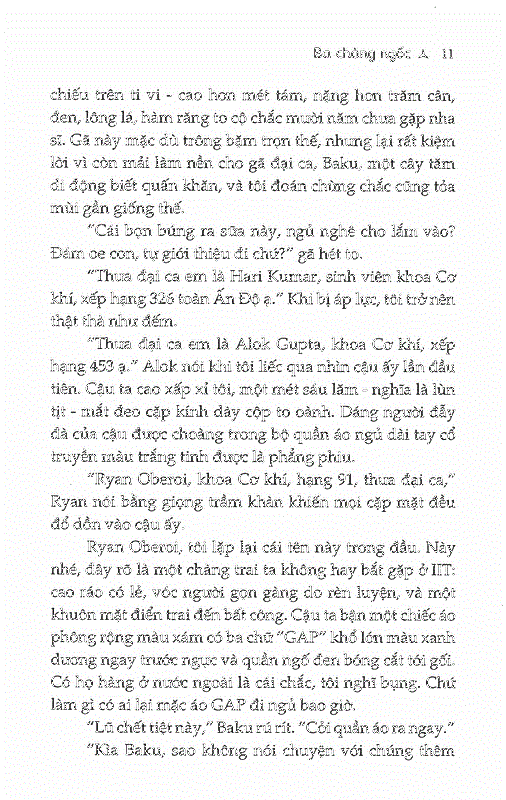 Ba chàng ngốc A 11
chiếu trên ti vi - cao hơn mét tám, nặng hơn trăm cân,
đen, lông lá, hàm răng to cộ chắc mười năm chưa gặp nha
sĩ. Gã này mặc dù trông bặm trợn thế, nhưng lại rất kiệm
lời vì còn mải làm nền cho gã đại ca, Baku, một cây tăm
di động biết quấn khăn, và tôi đoán chừng chắc cũng tỏa
mùi gần giống thế.
"Cái bọn búng ra sữa này, ngủ nghê cho lắm vào?
Đám oe con, tự giới thiệu đi chứ?" gã hét to.
"Thưa đại ca em là Hari Kumar, sinh viên khoa Cơ
khí, xếp hạng 326 toàn Ấn Độ ạ." Khi bị áp lực, tôi trở nên
thật thà như đếm.
"Thưa đại ca em là Alok Gupta, khoa Cơ khí, xếp
hạng 453 ạ." Alok nói khi tôi liếc qua nhìn cậu ấy lần đầu
tiên. Cậu ta cao xấp xỉ tôi, một mét sáu lăm - nghĩa là lùn
tịt - mắt đeo cặp kính dày cộp to oành. Dáng người đẫy
đà của cậu được choàng trong bộ quần áo ngủ dài tay cổ
truyền màu trắng tinh được là phẳng phiu.
"Ryan Oberoi, khoa Cơ khí, hạng 91, thưa đại ca,"
Ryan nói bằng giọng trầm khàn khiến mọi cặp mắt đều
đổ dồn vào cậu ấy.
Ryan Oberoi, tôi lặp lại cái tên này trong đầu. Này
nhé, đây rõ là một chàng trai ta không hay bắt gặp ở IIT:
cao ráo có lẻ, vóc người gọn gàng do rèn luyện, và một
khuôn mặt điển trai đến bất công. Cậu ta bận một chiếc áo
phông rộng màu xám có ba chữ "GAP" khổ lớn màu xanh
dương ngay trước ngực và quần ngố đen bóng cắt tới gối.
Có họ hàng ở nước ngoài là cái chắc, tôi nghĩ bụng. Chứ
làm gì có ai lại mặc áo GAP đi ngủ bao giờ.
"Lũ chết tiệt này," Baku rú rít. "Cởi quần áo ra ngay."
"Kìa Baku, sao không nói chuyện với chúng thêm